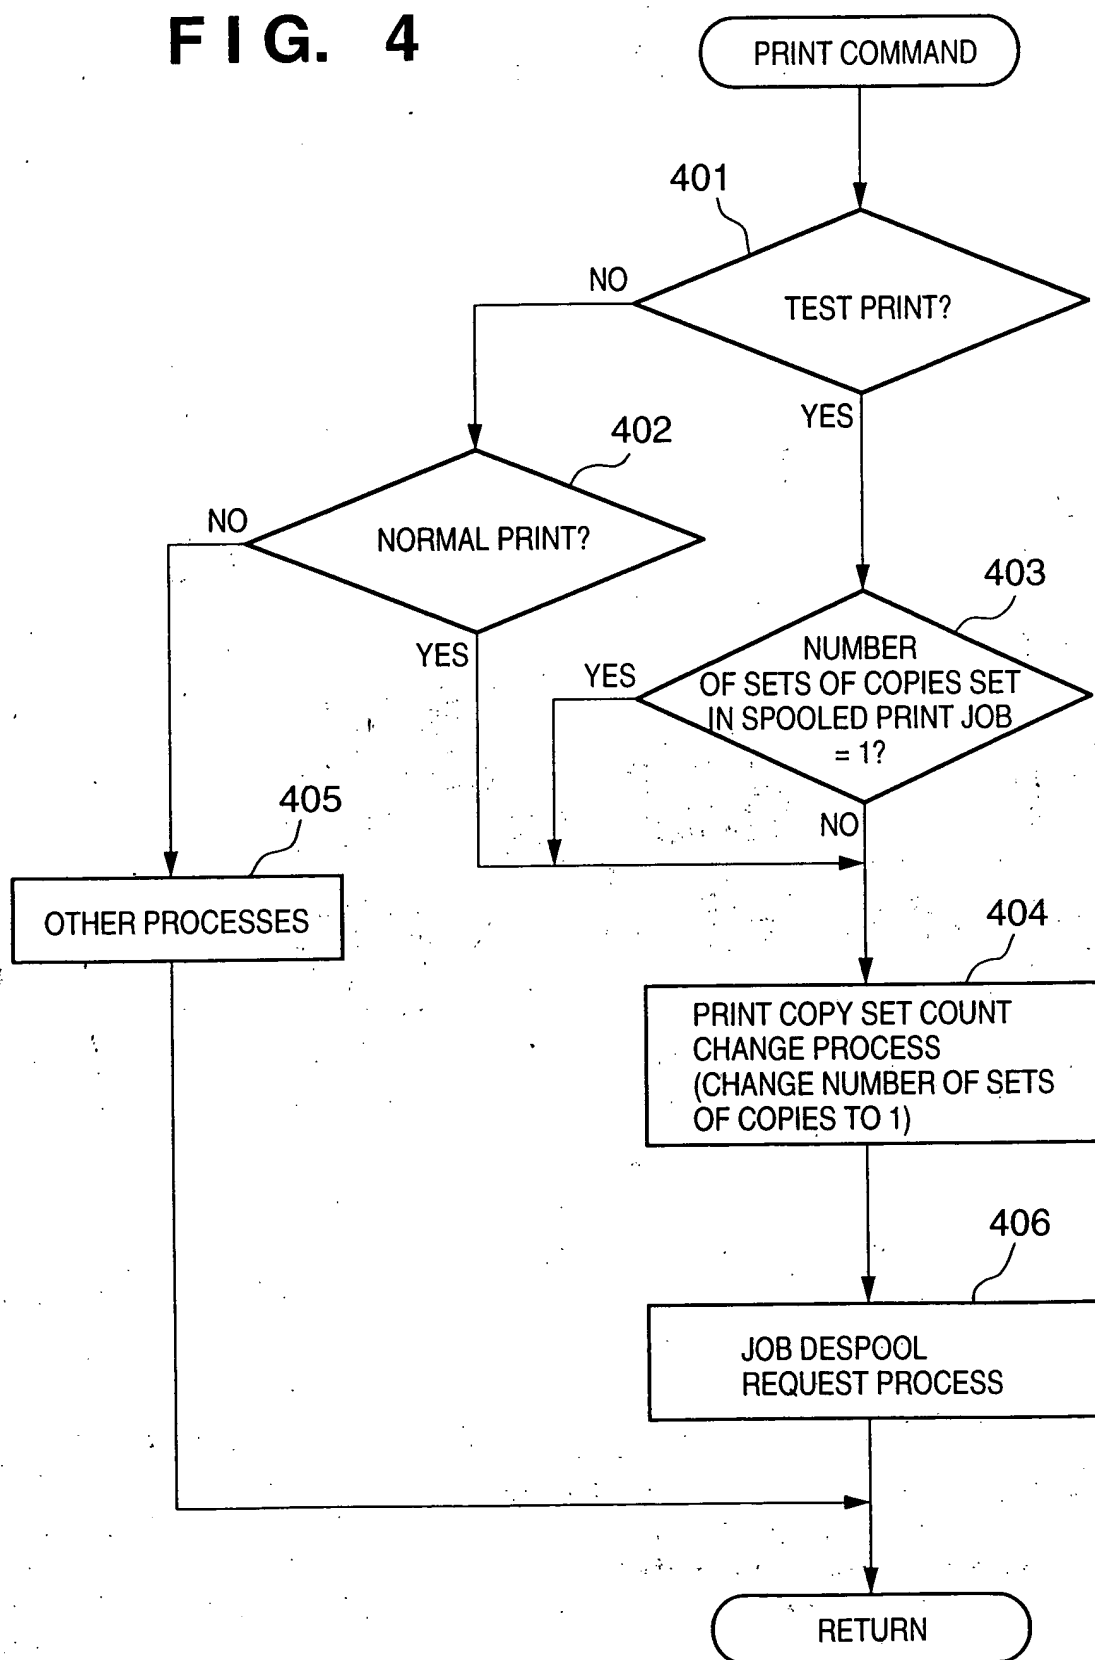 FIG. 4
PRINT COMMAND
401
NO
TEST PRINT?
YES
402
NO
NORMAL PRINT?
YES
403
YES
NUMBER
OF SETS OF COPIES SET
IN SPOOLED PRINT JOB
= 1?
NO
405
OTHER PROCESSES
404
PRINT COPY SET COUNT
CHANGE PROCESS
(CHANGE NUMBER OF SETS
OF COPIES TO 1)
406
JOB DESPOOL
REQUEST PROCESS
RETURN